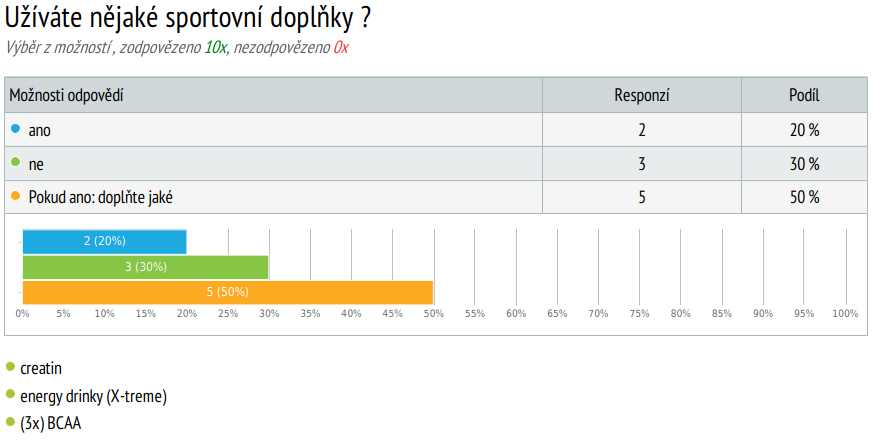 Užíváte nějaké sportovní doplňky ?
Výběr z možností , zodpovězeno 10x, nezodpovězeno 0x
Možnosti odpovědí Responzí Podíl
ano 2 20 %
ne 3 30 %
Pokud ano: doplňte jaké 5 50 %
2 (20%)
3 (30%)
5 (50%)
0% 5% 10% 15% 20% 25% 30% 35% 40% 45% 50% 55% 60% 65% 70% 75% 80% 85% 90% 95% 100%
creatin
energy drinky (X-treme)
(3x) BCAA